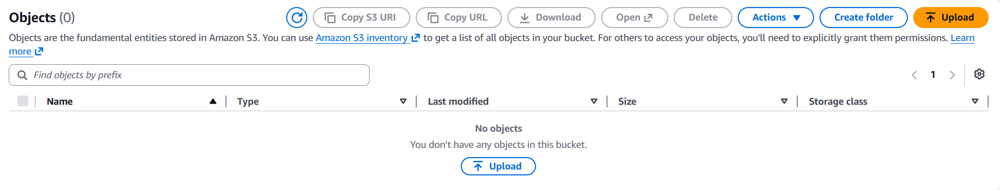 Objects (0)
Copy S3 URI
Copy URL
Download
Open
Delete
Actions
Create folder
Upload
Objects are the fundamental entities stored in Amazon S3. You can use Amazon S3 inventory to get a list of all objects in your bucket. For others to access your objects, you'll need to explicitly grant them permissions. Learn
more
Find objects by prefix
1
Name
Type
Last modified
Size
Storage class
No objects
You don't have any objects in this bucket.
Upload